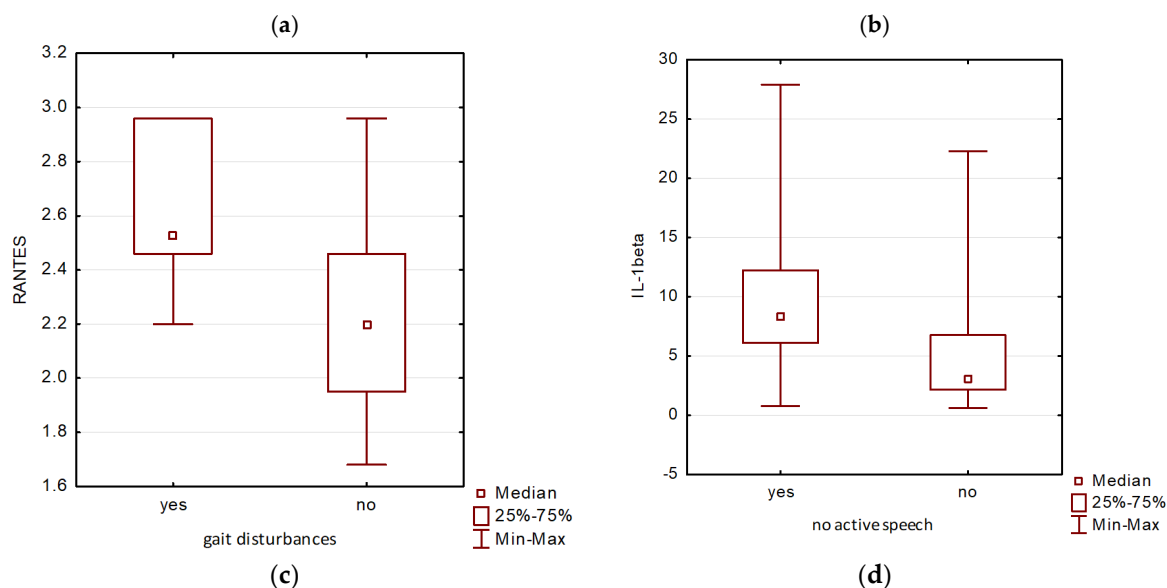 (a)
(b)
3.2
3.0
2.8
2.6
2.4
2.2
2.0
1.8
1.6
RANTES
yes
no
gait disturbances
Median
25%-75%
Min-Max
(c)
30
25
20
15
10
5
0
-5
IL-1beta
yes
no
no active speech
Median
25%-75%
Min-Max
(d)